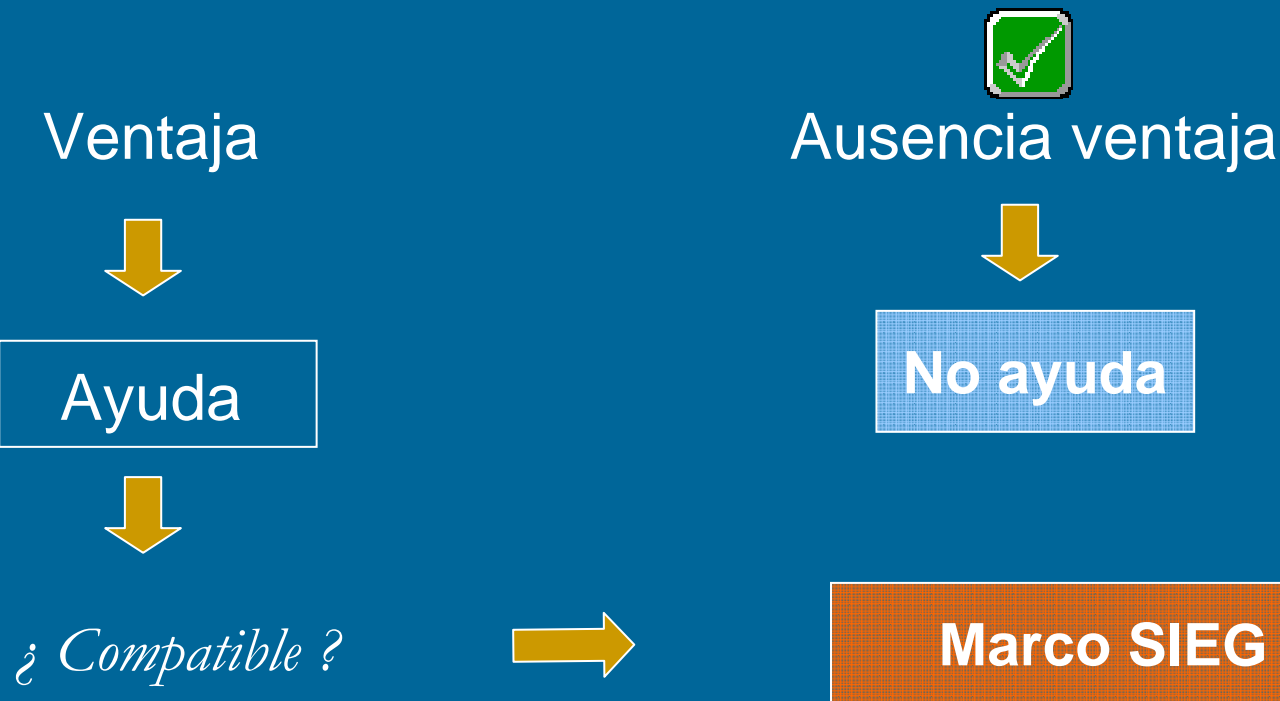 Ventaja
Ausencia ventaja
Ayuda
No ayuda
¿ Compatible ?
Marco SIEG